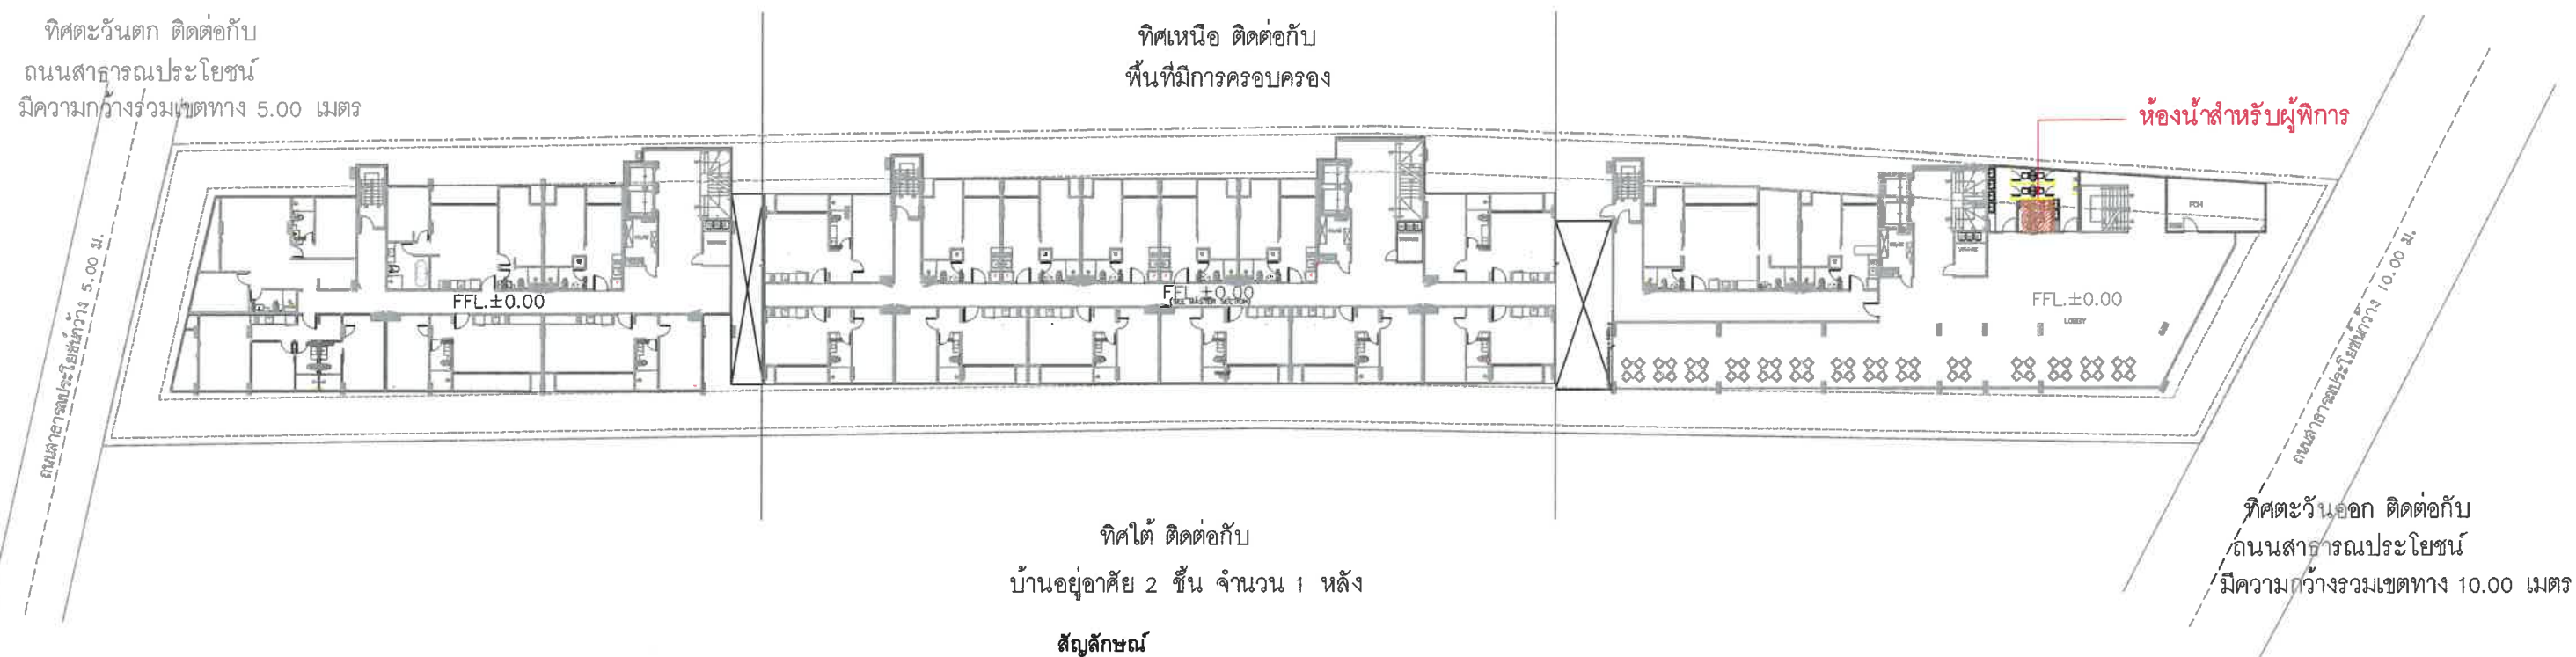 ทิศตะวันตก ติดต่อกับ
ถนนสาธารณประโยชน์
มีความกว้างร่วมเขตทาง 5.00 เมตร
ทิศเหนือ ติดต่อกับ
พื้นที่มีการครอบครอง
ห้องน้ำสำหรับผู้พิการ
ถนนสาธารณประโยชน์กว้าง 5.00 ม.
FFL.±0.00
FFL.±0.00
(SEE MASTER SECTION)
FFL.±0.00
LOBBY
ถนนสาธารณประโยชน์กว้าง 10.00 ม.
ทิศใต้ ติดต่อกับ
บ้านอยู่อาศัย 2 ชั้น จำนวน 1 หลัง
ทิศตะวันออก ติดต่อกับ
ถนนสาธารณประโยชน์
มีความกว้างรวมเขตทาง 10.00 เมตร
สัญลักษณ์